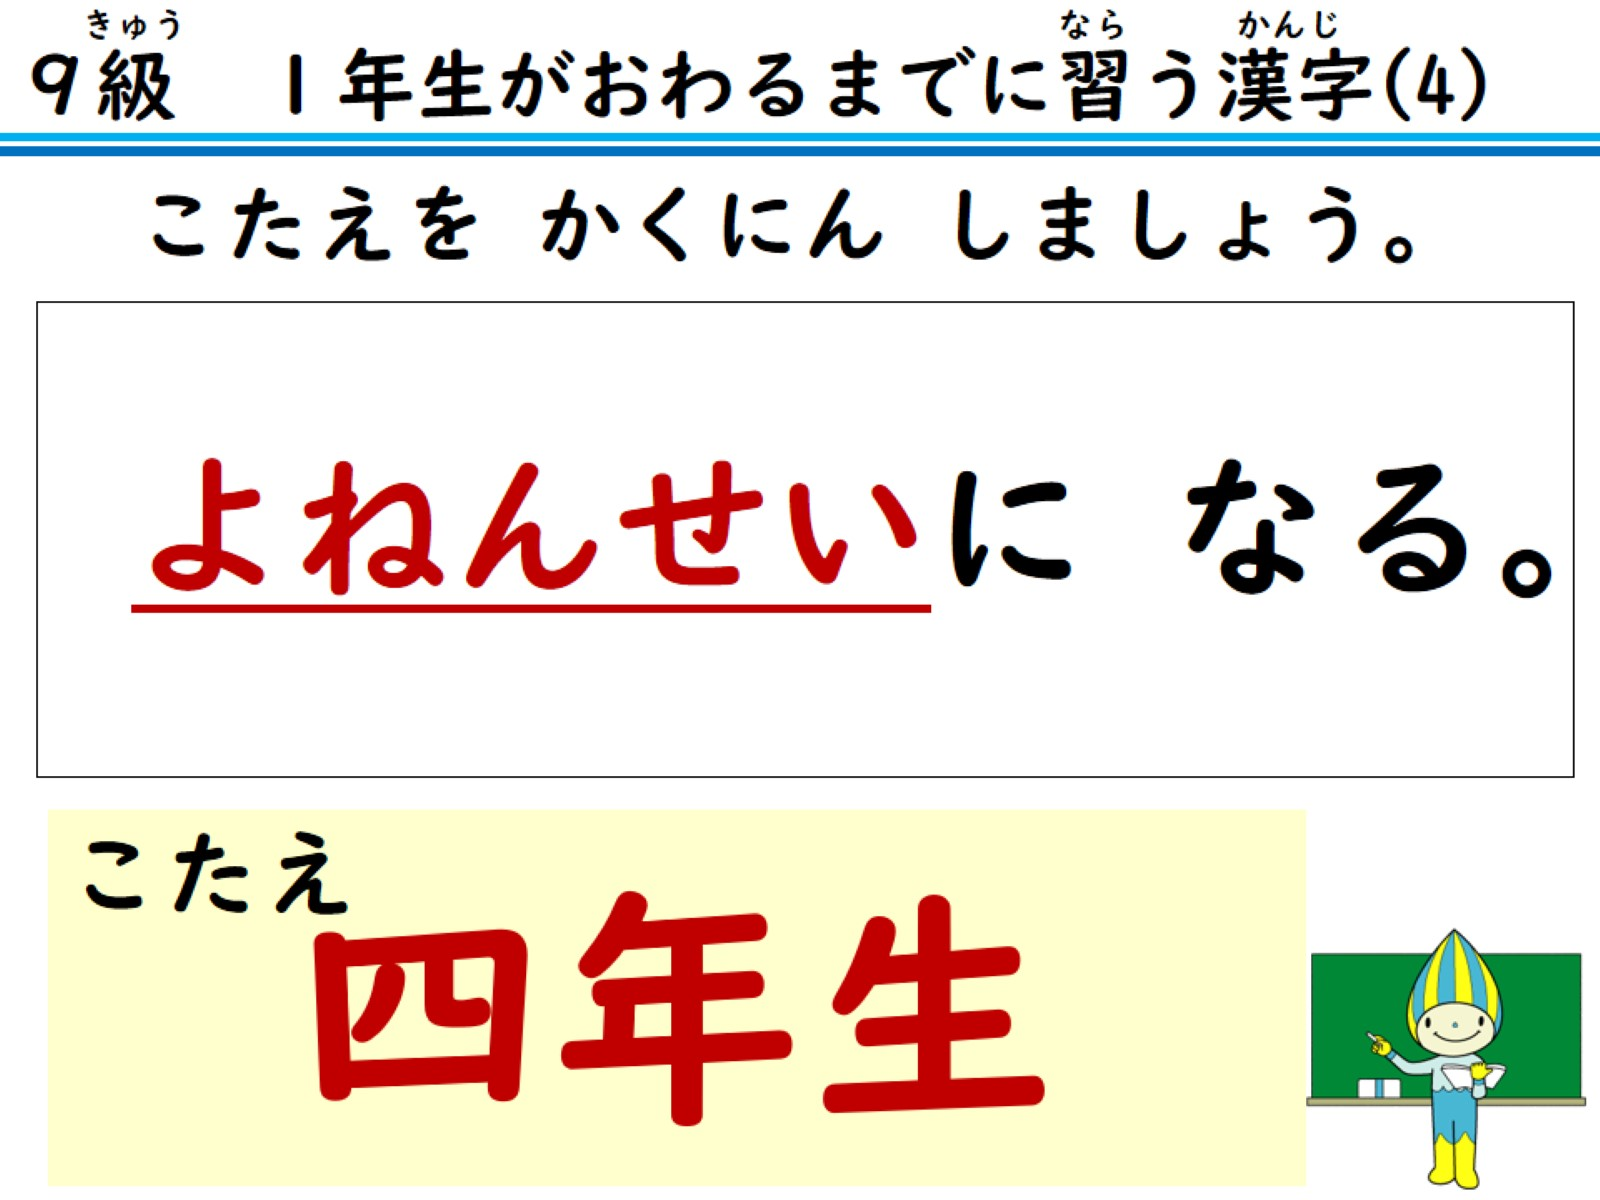 きゅう　なら　かんじ
９級　１年生がおわるまでに習う漢字(4)
こたえを かくにん しましょう。
よねんせいに なる。
こたえ
四年生